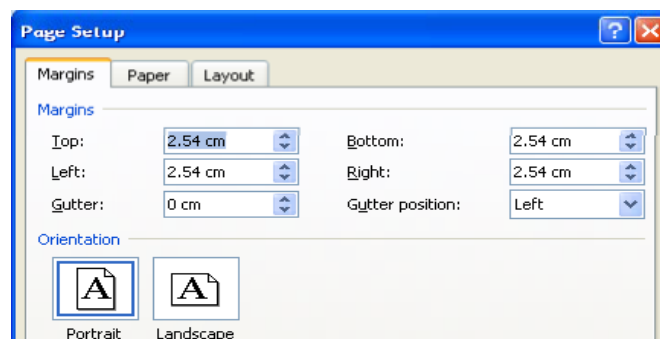 Page Setup
Margins Paper Layout
Margins
Top: 2.54 cm Bottom: 2.54 cm
Left: 2.54 cm Right: 2.54 cm
Gutter: 0 cm Gutter position: Left
Orientation
A A
Portrait Landscape